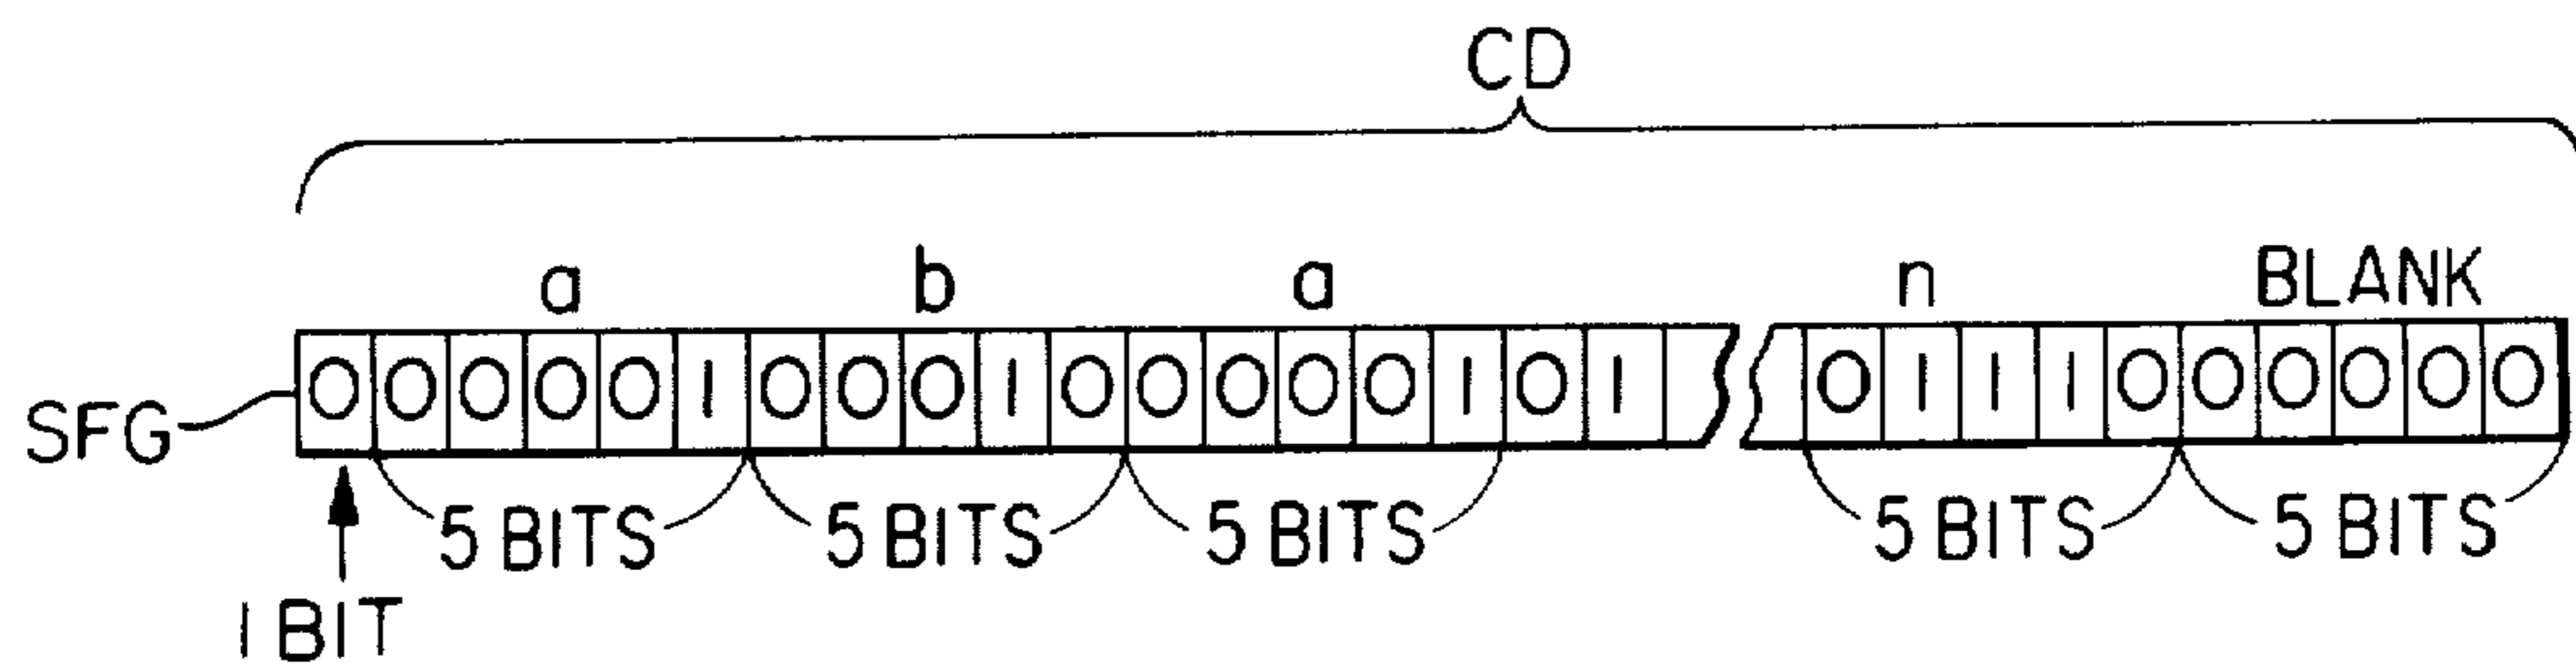 CD
a b a n BLANK
SFG 0 0 0 0 0 1 0 0 0 1 0 0 0 0 0 1 0 1 0 1 1 1 0 0 0 0 0 0
5 BITS 5 BITS 5 BITS 5 BITS 5 BITS
1 BIT